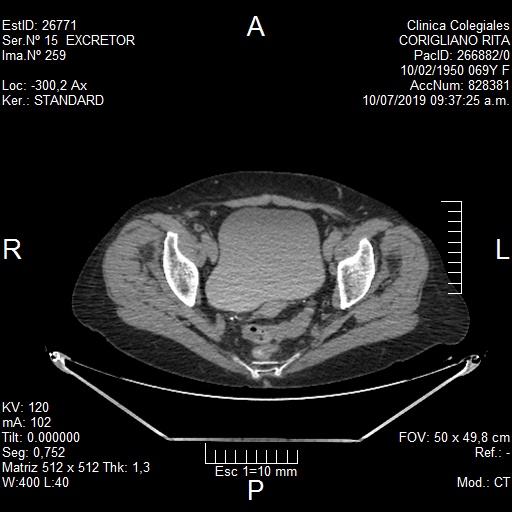 EstID: 26771
Ser.Nº 15 EXCRETOR
Ima.Nº 259
Loc: -300,2 Ax
Ker.: STANDARD
A
Clinica Colegiales
CORIGLIANO RITA
PacID: 266882/0
10/02/1950 069Y F
AccNum: 828381
10/07/2019 09:37:25 a.m.
R
L
KV: 120
mA: 102
Tilt: 0.000000
Seg: 0,752
Matriz 512 x 512 Thk: 1,3
W:400 L:40
Esc 1=10 mm
P
FOV: 50 x 49,8 cm
Ref.: -
Mod.: CT